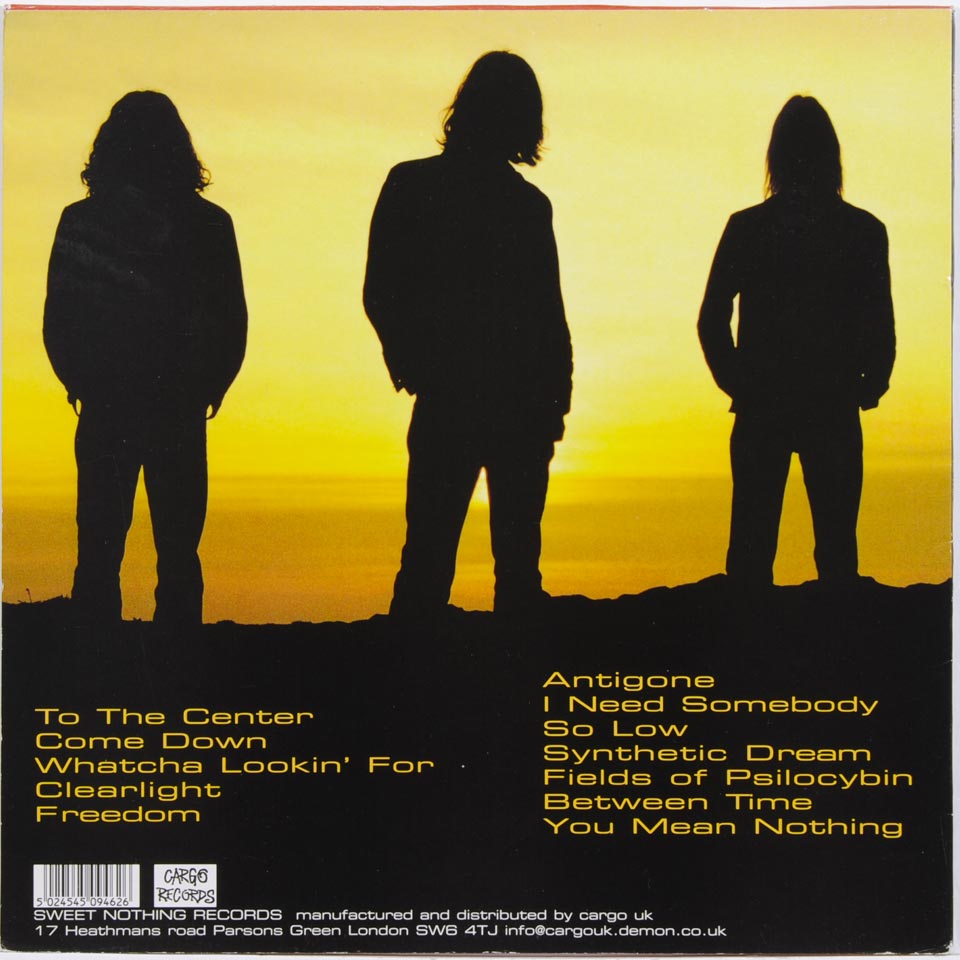 To The Center
Come Down
Whatcha Lookin' For
Clearlight
Freedom
Antigone
I Need Somebody
So Low
Synthetic Dream
Fields of Psilocybin
Between Time
You Mean Nothing
5 024545 094626
CARGO
RECORDS
SWEET NOTHING RECORDS manufactured and distributed by cargo uk
17 Heathmans road Parsons Green London SW6 4TJ info@cargouk.demon.co.uk